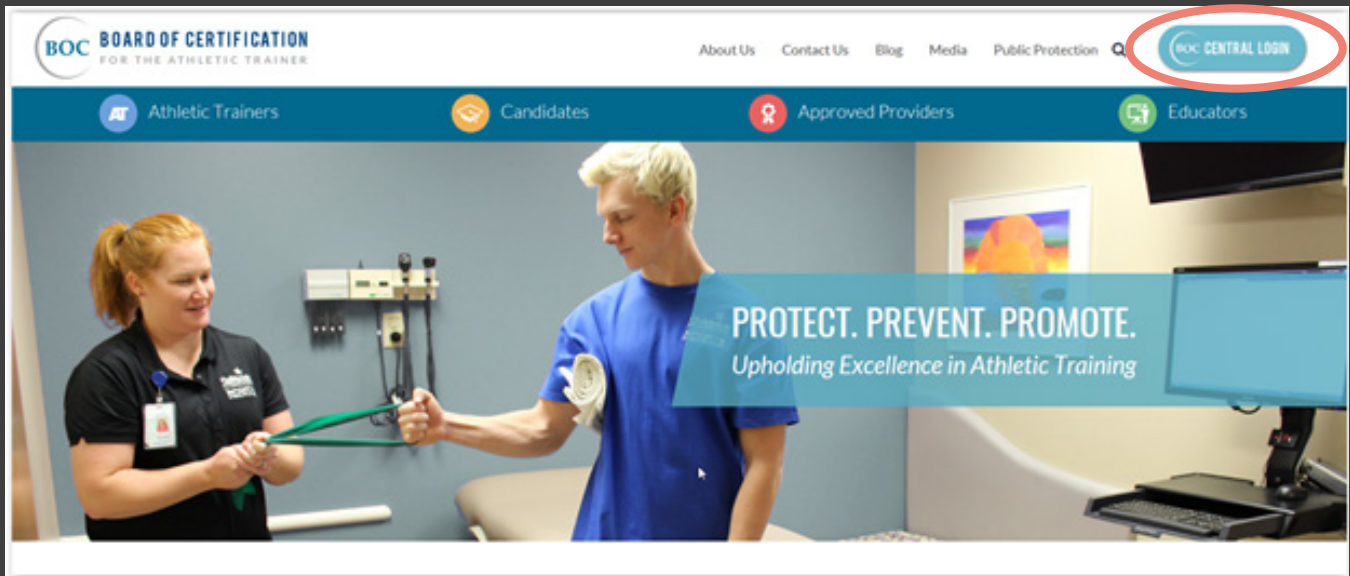 BOC BOARD OF CERTIFICATION
FOR THE ATHLETIC TRAINER
About Us Contact Us Blog Media Public Protection
BOC CENTRAL LOGIN
AT Athletic Trainers Candidates Approved Providers Educators
PROTECT. PREVENT. PROMOTE.
Upholding Excellence in Athletic Training